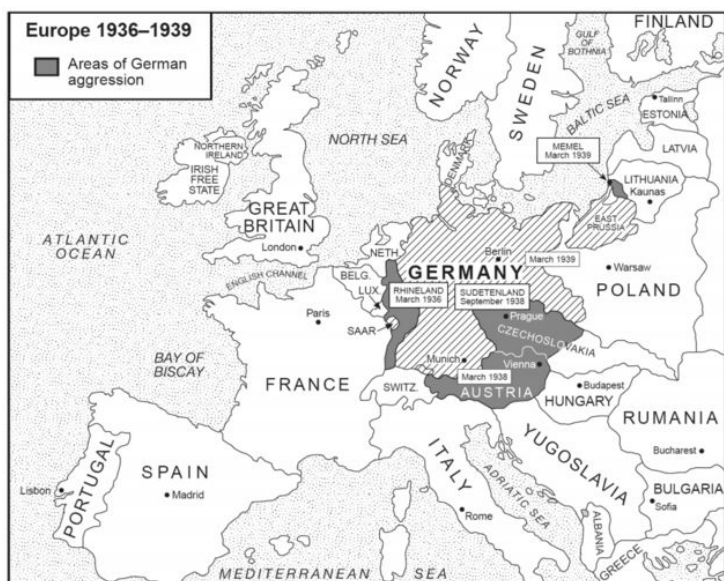 Europe 1936–1939
Areas of German
aggression
FINLAND
GULF
OF
BOTHNIA
NORWAY
SWEDEN
BALTIC SEA
Tallinn
ESTONIA
NORTH SEA
MEMEL
March 1939
LATVIA
DENMARK
LITHUANIA
Kaunas
NORTHERN
IRELAND
IRISH
FREE
STATE
EAST
PRUSSIA
GREAT
BRITAIN
London
ATLANTIC
OCEAN
NETH.
Berlin
March 1939
Warsaw
ENGLISH CHANNEL
BELG.
GERMANY
POLAND
LUX.
RHINELAND
March 1936
SUDETENLAND
September 1938
Paris
Prague
SAAR
CZECHOSLOVAKIA
BAY OF
BISCAY
Munich
Vienna
March 1938
FRANCE
SWITZ.
AUSTRIA
Budapest
HUNGARY
RUMANIA
Bucharest
ITALY
YUGOSLAVIA
ADRIATIC SEA
PORTUGAL
SPAIN
Lisbon
Madrid
BULGARIA
Sofia
Rome
ALBANIA
GREECE
MEDITERRANEAN SEA